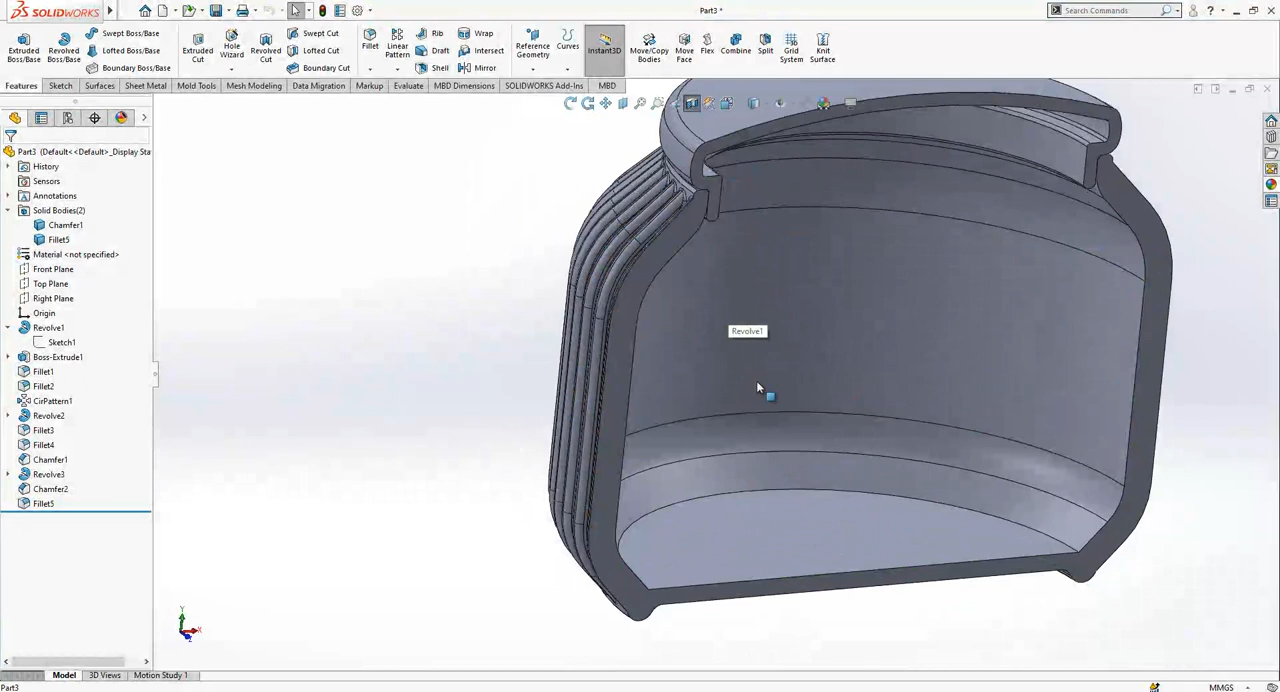 SOLIDWORKS
Part3 *
Search Commands
Extruded Boss/Base
Revolved Boss/Base
Swept Boss/Base
Lofted Boss/Base
Boundary Boss/Base
Extruded Cut
Hole Wizard
Revolved Cut
Swept Cut
Lofted Cut
Boundary Cut
Fillet
Linear Pattern
Rib
Draft
Shell
Wrap
Intersect
Mirror
Reference Geometry
Curves
Instant3D
Move/Copy Bodies
Move Face
Flex
Combine
Split
Grid System
Knit Surface
Features
Sketch
Surfaces
Sheet Metal
Mold Tools
Mesh Modeling
Data Migration
Markup
Evaluate
MBD Dimensions
SOLIDWORKS Add-Ins
MBD
Part3 (Default<<Default>_Display Sta
History
Sensors
Annotations
Solid Bodies(2)
Chamfer1
Fillet5
Material <not specified>
Front Plane
Top Plane
Right Plane
Origin
Revolve1
Sketch1
Boss-Extrude1
Fillet1
Fillet2
CirPattern1
Revolve2
Fillet3
Fillet4
Chamfer1
Revolve3
Chamfer2
Fillet5
Revolve1
Y
X
Z
Model
3D Views
Motion Study 1
Part3
MMGS